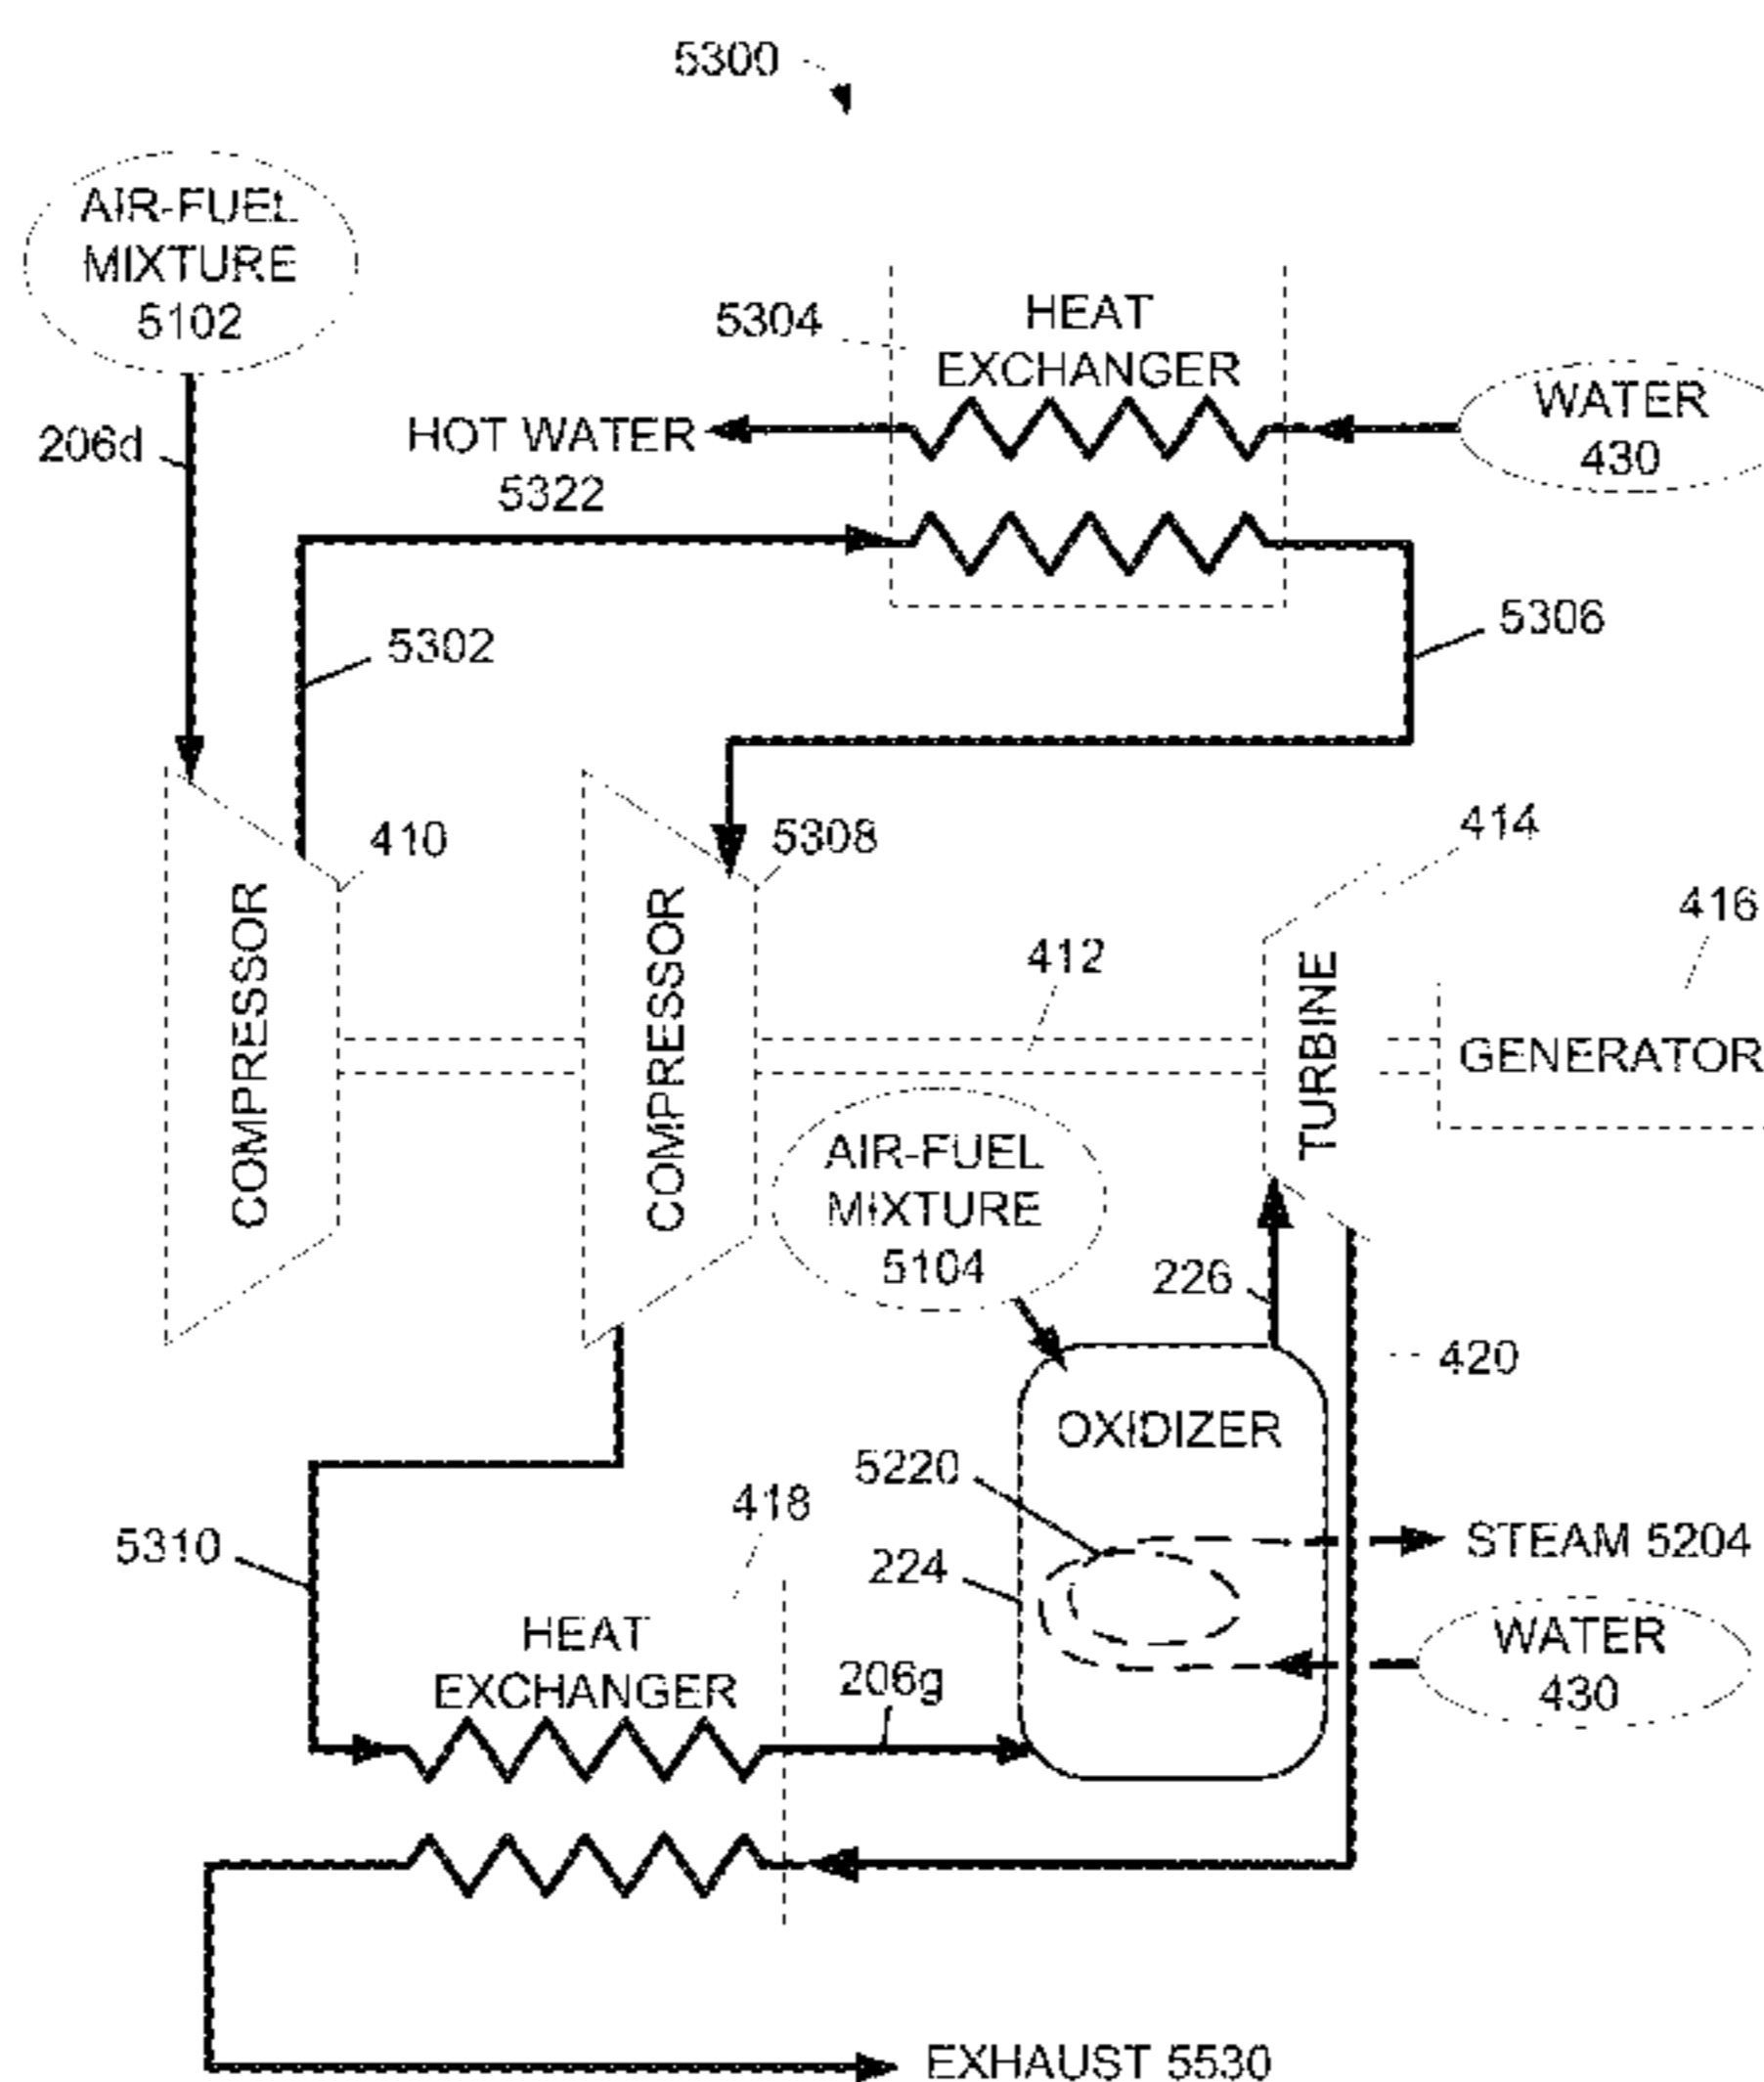 5300
AIR-FUEL
MIXTURE
5102
5304
HEAT
EXCHANGER
WATER
430
206d
HOT WATER
5322
5302
5306
410
5308
414
416
COMPRESSOR
COMPRESSOR
412
TURBINE
GENERATOR
AIR-FUEL
MIXTURE
5104
226
420
OXIDIZER
5220
418
5310
224
STEAM 5204
HEAT
EXCHANGER
206g
WATER
430
EXHAUST 5530